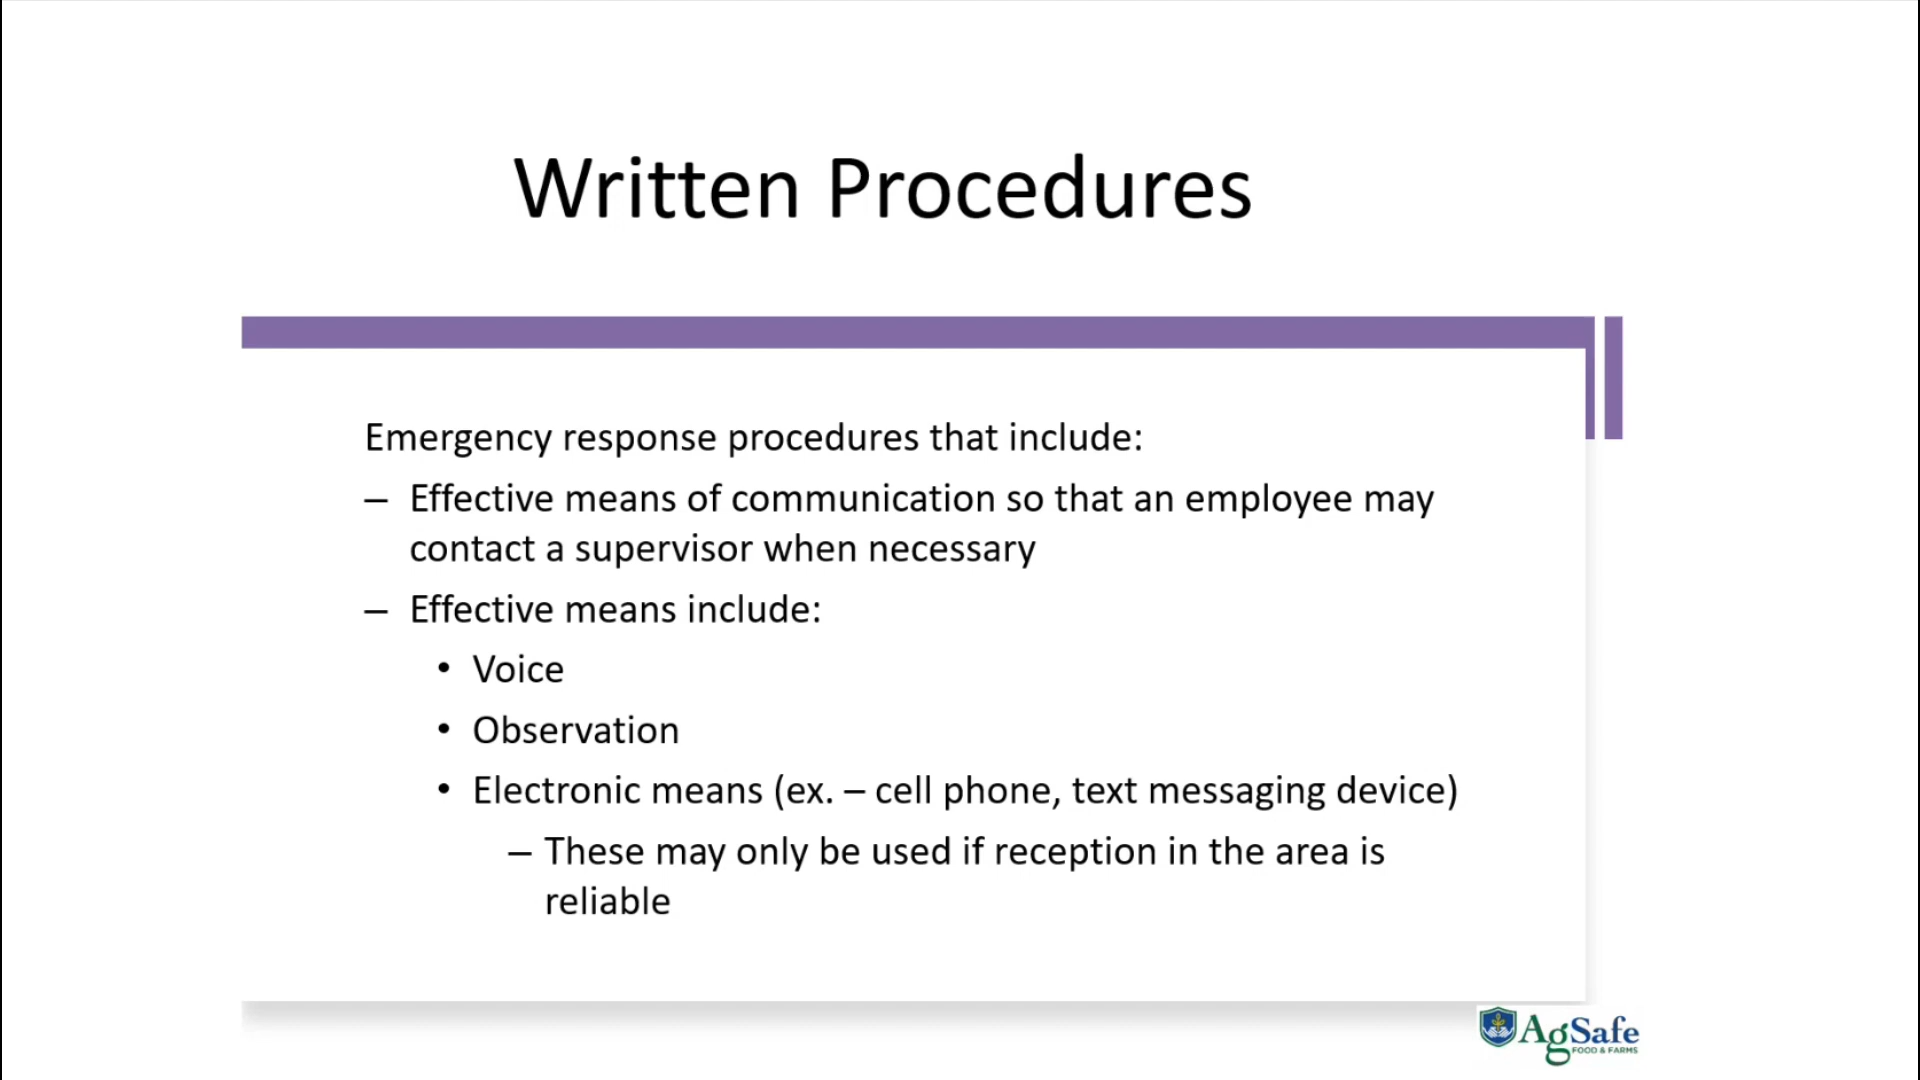 Written Procedures
Emergency response procedures that include:
– Effective means of communication so that an employee may
contact a supervisor when necessary
– Effective means include:
• Voice
• Observation
• Electronic means (ex. – cell phone, text messaging device)
– These may only be used if reception in the area is
reliable
AgSafe
FOOD & FARMS